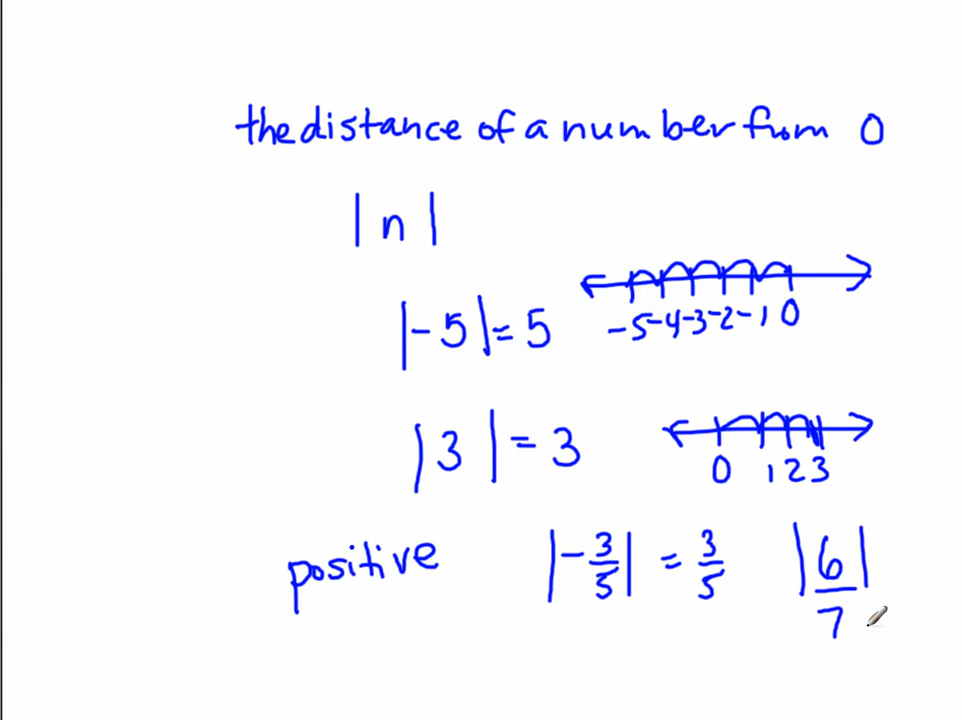 the distance of a number from 0
|n|
|-5|=5
-5-4-3-2-1 0
|3|=3
0 1 2 3
positive |-3/5| = 3/5 |6/7|